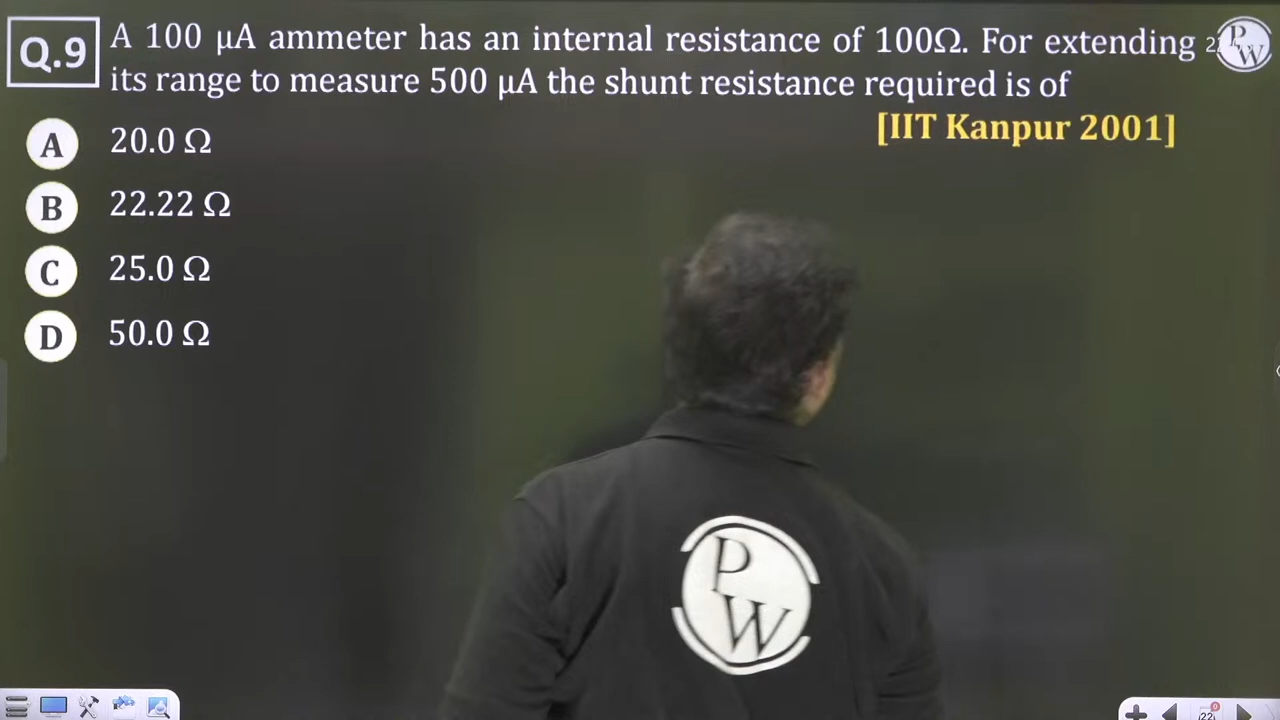 Q.9
A 100 μA ammeter has an internal resistance of 100Ω. For extending
its range to measure 500 μA the shunt resistance required is of
[IIT Kanpur 2001]
A 20.0 Ω
B 22.22 Ω
C 25.0 Ω
D 50.0 Ω
PW
PW
22